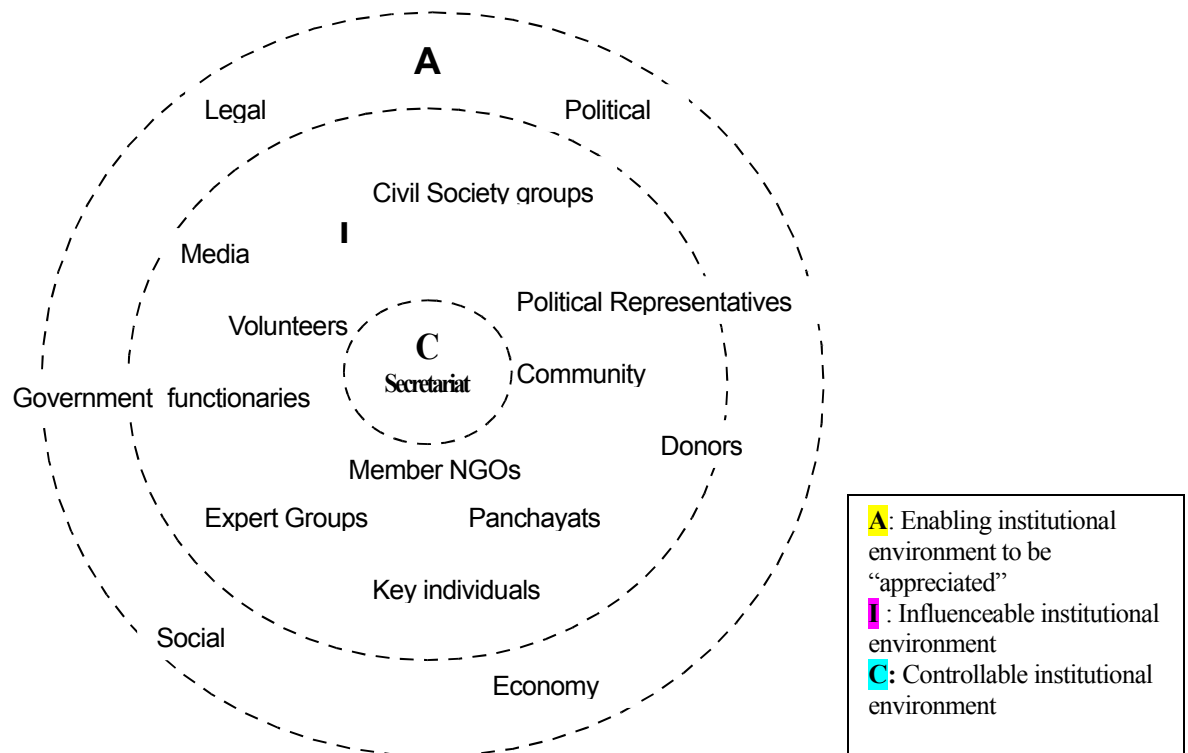 A
Legal
Political
Civil Society groups
I
Media
Political Representatives
Volunteers
C
Secretariat
Community
Government functionaries
Donors
Member NGOs
Expert Groups
Panchayats
Key individuals
Social
Economy
A: Enabling institutional
environment to be
“appreciated”
I : Influenceable institutional
environment
C: Controllable institutional
environment